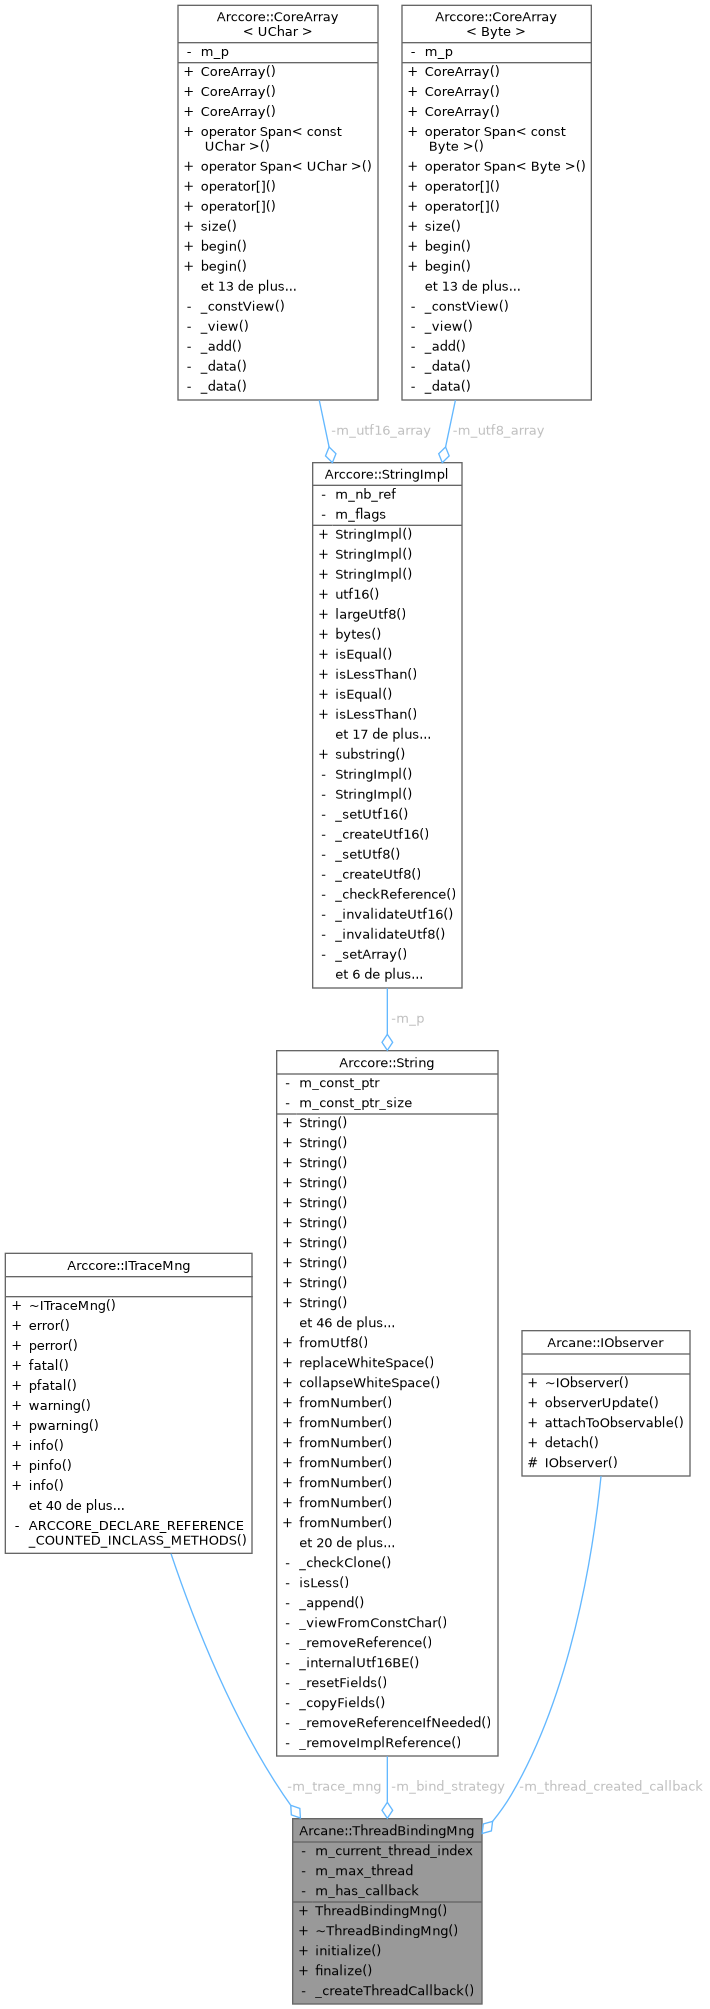 Arccore::CoreArray
< UChar >
- m_p
+ CoreArray()
+ CoreArray()
+ CoreArray()
+ operator Span< const
UChar >()
+ operator Span< UChar >()
+ operator[]()
+ operator[]()
+ size()
+ begin()
+ begin()
et 13 de plus...
- _constView()
- _view()
- _add()
- _data()
- _data()
Arccore::CoreArray
< Byte >
- m_p
+ CoreArray()
+ CoreArray()
+ CoreArray()
+ operator Span< const
Byte >()
+ operator Span< Byte >()
+ operator[]()
+ operator[]()
+ size()
+ begin()
+ begin()
et 13 de plus...
- _constView()
- _view()
- _add()
- _data()
- _data()
-m_utf16_array
-m_utf8_array
Arccore::StringImpl
- m_nb_ref
- m_flags
+ StringImpl()
+ StringImpl()
+ StringImpl()
+ utf16()
+ largeUtf8()
+ bytes()
+ isEqual()
+ isLessThan()
+ isEqual()
+ isLessThan()
et 17 de plus...
+ substring()
- StringImpl()
- StringImpl()
- _setUtf16()
- _createUtf16()
- _setUtf8()
- _createUtf8()
- _checkReference()
- _invalidateUtf16()
- _invalidateUtf8()
- _setArray()
et 6 de plus...
-m_p
Arccore::String
- m_const_ptr
- m_const_ptr_size
+ String()
+ String()
+ String()
+ String()
+ String()
+ String()
+ String()
+ String()
+ String()
+ String()
et 46 de plus...
+ fromUtf8()
+ replaceWhiteSpace()
+ collapseWhiteSpace()
+ fromNumber()
+ fromNumber()
+ fromNumber()
+ fromNumber()
+ fromNumber()
+ fromNumber()
+ fromNumber()
et 20 de plus...
- _checkClone()
- isLess()
- _append()
- _viewFromConstChar()
- _removeReference()
- _internalUtf16BE()
- _resetFields()
- _copyFields()
- _removeReferenceIfNeeded()
- _removeImplReference()
Arccore::ITraceMng
+ ~ITraceMng()
+ error()
+ perror()
+ fatal()
+ pfatal()
+ warning()
+ pwarning()
+ info()
+ pinfo()
+ info()
et 40 de plus...
- ARCCORE_DECLARE_REFERENCE
_COUNTED_INCLASS_METHODS()
Arcane::IObserver
+ ~IObserver()
+ observerUpdate()
+ attachToObservable()
+ detach()
# IObserver()
-m_trace_mng
-m_bind_strategy
-m_thread_created_callback
Arcane::ThreadBindingMng
- m_current_thread_index
- m_max_thread
- m_has_callback
+ ThreadBindingMng()
+ ~ThreadBindingMng()
+ initialize()
+ finalize()
- _createThreadCallback()